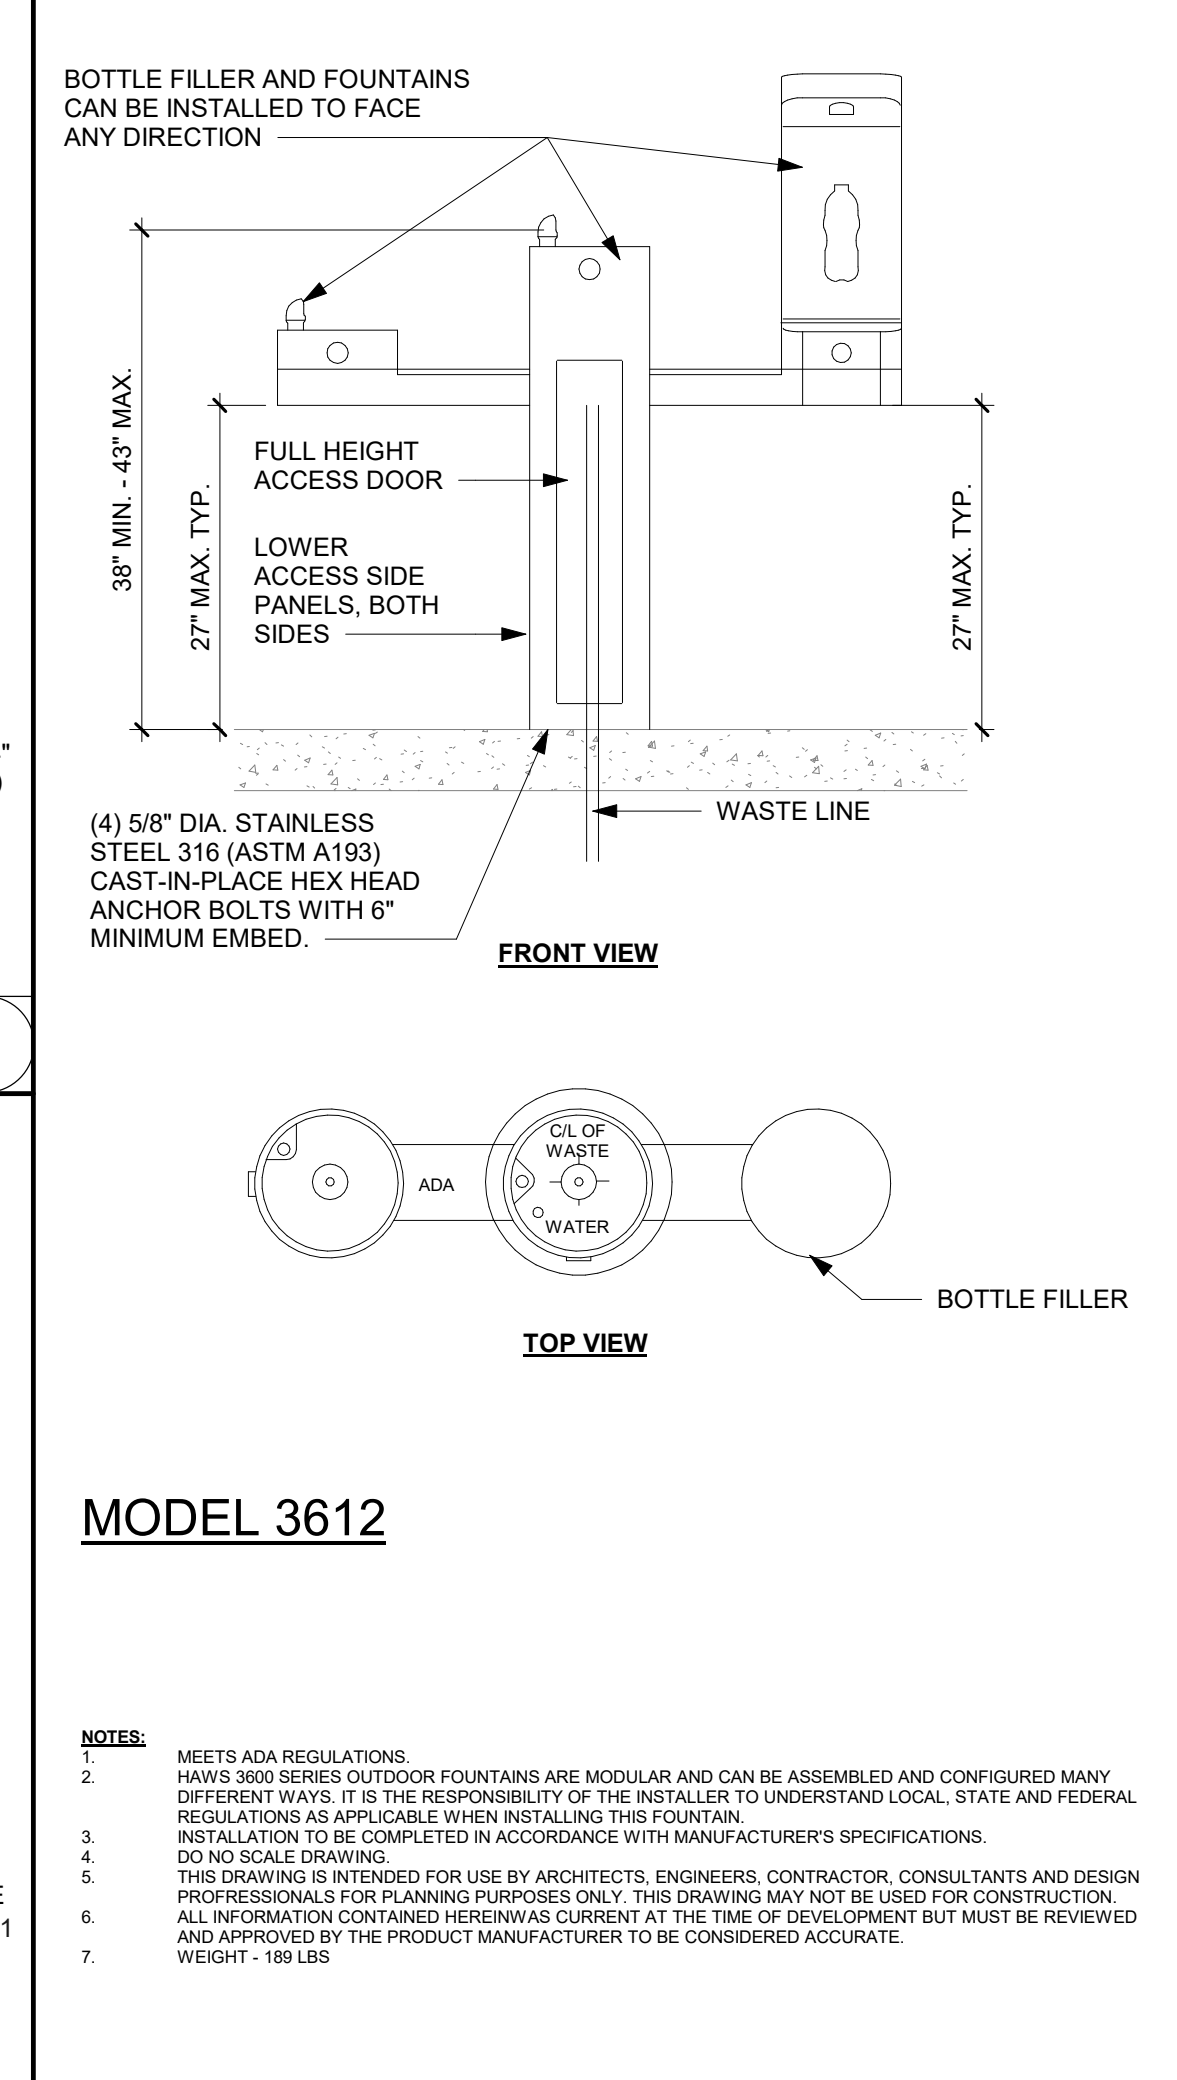 BOTTLE FILLER AND FOUNTAINS
CAN BE INSTALLED TO FACE
ANY DIRECTION
38" MIN. - 43" MAX.
27" MAX. TYP.
FULL HEIGHT
ACCESS DOOR
LOWER
ACCESS SIDE
PANELS, BOTH
SIDES
27" MAX. TYP.
"
WASTE LINE
(4) 5/8" DIA. STAINLESS
STEEL 316 (ASTM A193)
CAST-IN-PLACE HEX HEAD
ANCHOR BOLTS WITH 6"
MINIMUM EMBED.
FRONT VIEW
C/L OF
WASTE
ADA
WATER
BOTTLE FILLER
TOP VIEW
MODEL 3612
NOTES:
1. MEETS ADA REGULATIONS.
2. HAWS 3600 SERIES OUTDOOR FOUNTAINS ARE MODULAR AND CAN BE ASSEMBLED AND CONFIGURED MANY
DIFFERENT WAYS. IT IS THE RESPONSIBILITY OF THE INSTALLER TO UNDERSTAND LOCAL, STATE AND FEDERAL
REGULATIONS AS APPLICABLE WHEN INSTALLING THIS FOUNTAIN.
3. INSTALLATION TO BE COMPLETED IN ACCORDANCE WITH MANUFACTURER'S SPECIFICATIONS.
4. DO NO SCALE DRAWING.
5. THIS DRAWING IS INTENDED FOR USE BY ARCHITECTS, ENGINEERS, CONTRACTOR, CONSULTANTS AND DESIGN
PROFRESSIONALS FOR PLANNING PURPOSES ONLY. THIS DRAWING MAY NOT BE USED FOR CONSTRUCTION.
6. ALL INFORMATION CONTAINED HEREINWAS CURRENT AT THE TIME OF DEVELOPMENT BUT MUST BE REVIEWED
AND APPROVED BY THE PRODUCT MANUFACTURER TO BE CONSIDERED ACCURATE.
7. WEIGHT - 189 LBS
1